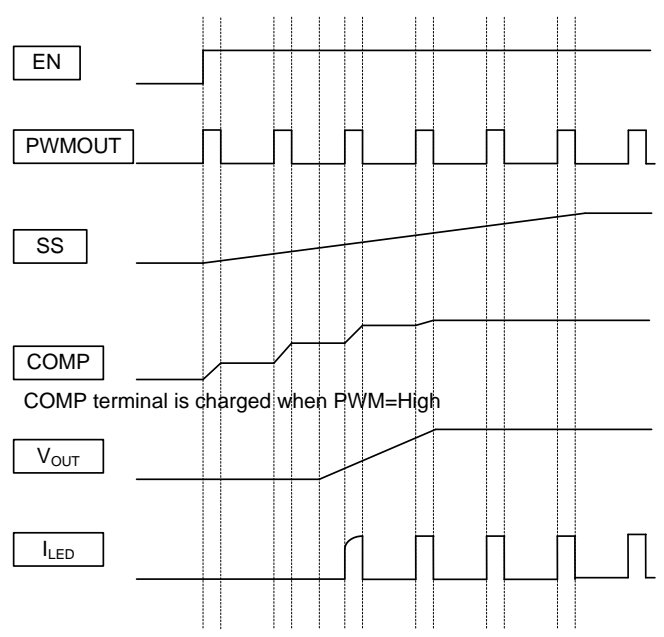 EN
PWMOUT
SS
COMP
COMP terminal is charged when PWM=High
VOUT
ILED